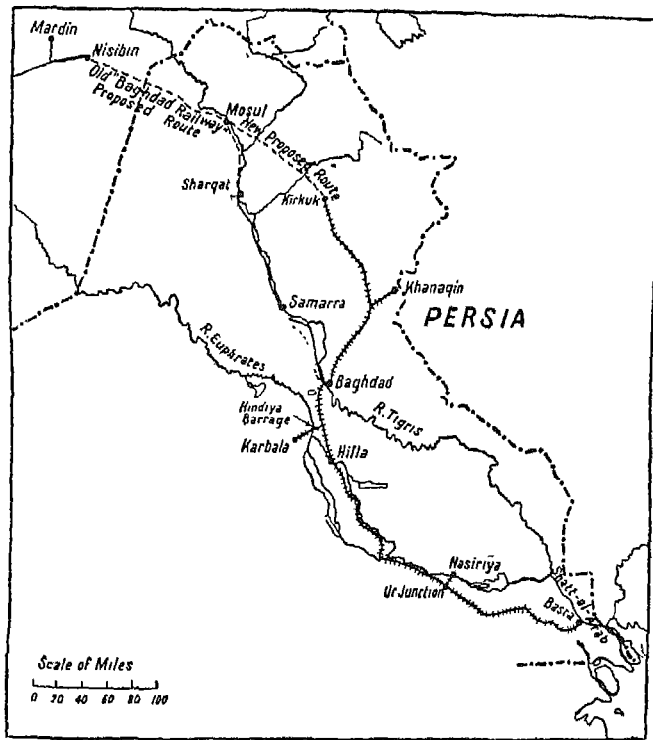 Mardin
Nisibin
Old Baghdad Railway
Proposed Route
Mosul
New Proposed Route
Sharqat
Kirkuk
Khanaqin
Samarra
PERSIA
R. Euphrates
Baghdad
R. Tigris
Hindiya
Barrage
Karbala
Hilla
Nasiriya
Ur Junction
Shatt-al-Arab
Basra
Scale of Miles
0 20 40 60 80 100